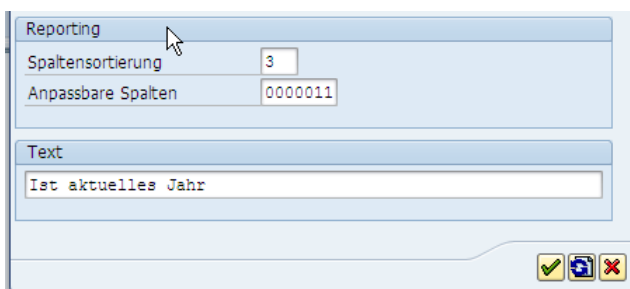 Reporting
Spaltensortierung 3
Anpassbare Spalten 0000011
Text
Ist aktuelles Jahr